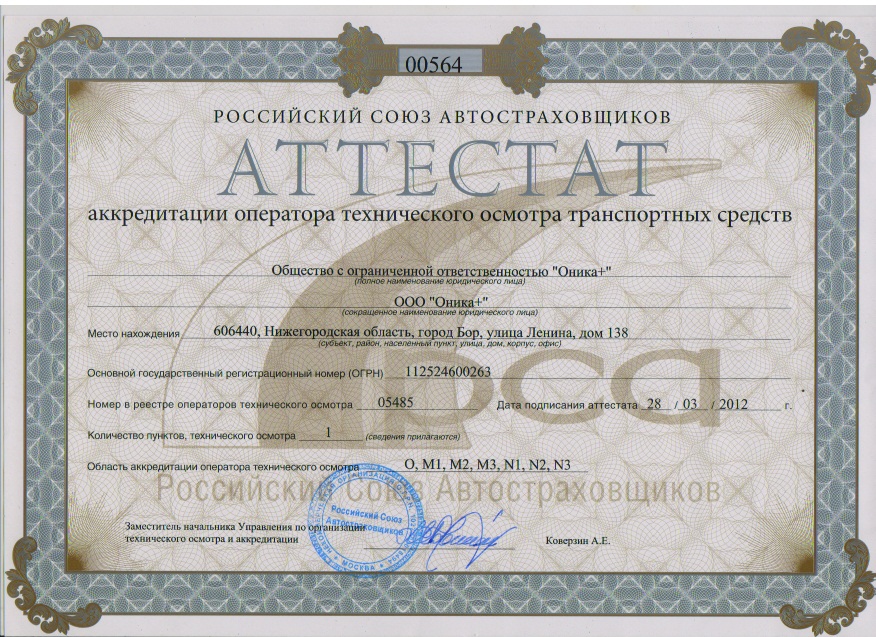 00564
РОССИЙСКИЙ СОЮЗ АВТОСТРАХОВЩИКОВ
АТТЕСТАТ
аккредитации оператора технического осмотра транспортных средств
Общество с ограниченной ответственностью "Оника+"
(полное наименование юридического лица)
ООО "Оника+"
(сокращенное наименование юридического лица)
Место нахождения 606440, Нижегородская область, город Бор, улица Ленина, дом 138
(субъект, район, населенный пункт, улица, дом, корпус, офис)
рса
Основной государственный регистрационный номер (ОГРН) 112524600263
Номер в реестре операторов технического осмотра 05485 Дата подписания аттестата 28 / 03 / 2012 г.
Количество пунктов, технического осмотра 1 (сведения прилагаются)
Область аккредитации оператора технического осмотра O, M1, M2, M3, N1, N2, N3
Российский Союз Автостраховщиков
Российский Союз
Автостраховщиков
МОСКВА
Заместитель начальника Управления по организации
технического осмотра и аккредитации Коверзин А.Е.